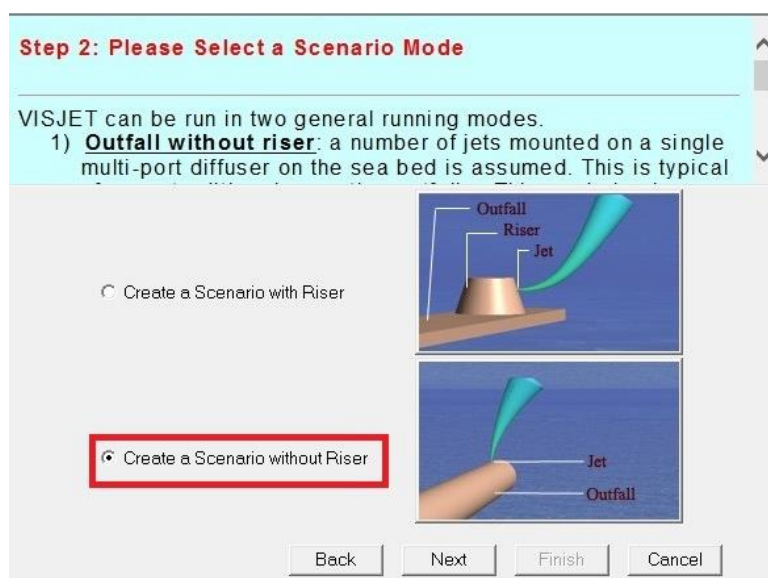 Step 2: Please Select a Scenario Mode
VISJET can be run in two general running modes.
1) Outfall without riser: a number of jets mounted on a single
multi-port diffuser on the sea bed is assumed. This is typical
Outfall
Riser
Jet
Create a Scenario with Riser
Create a Scenario without Riser
Jet
Outfall
Back Next Finish Cancel